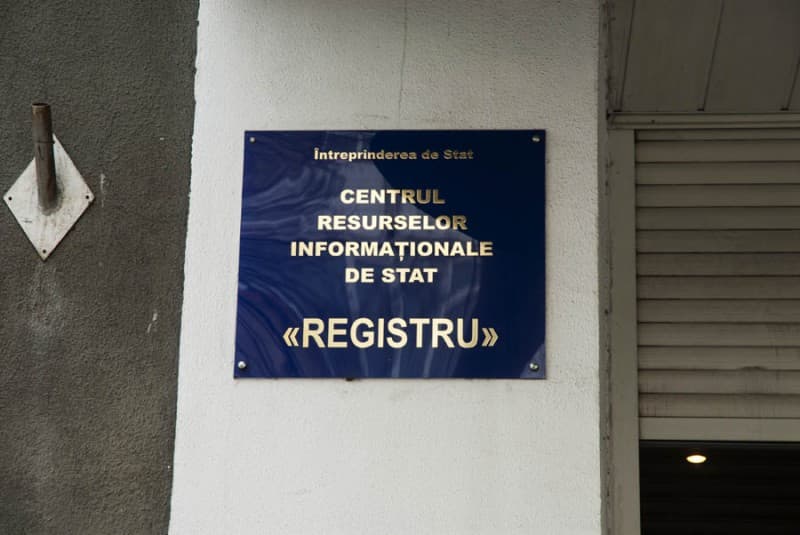 Întreprinderea de Stat
CENTRUL
RESURSELOR
INFORMAȚIONALE
DE STAT
«REGISTRU»